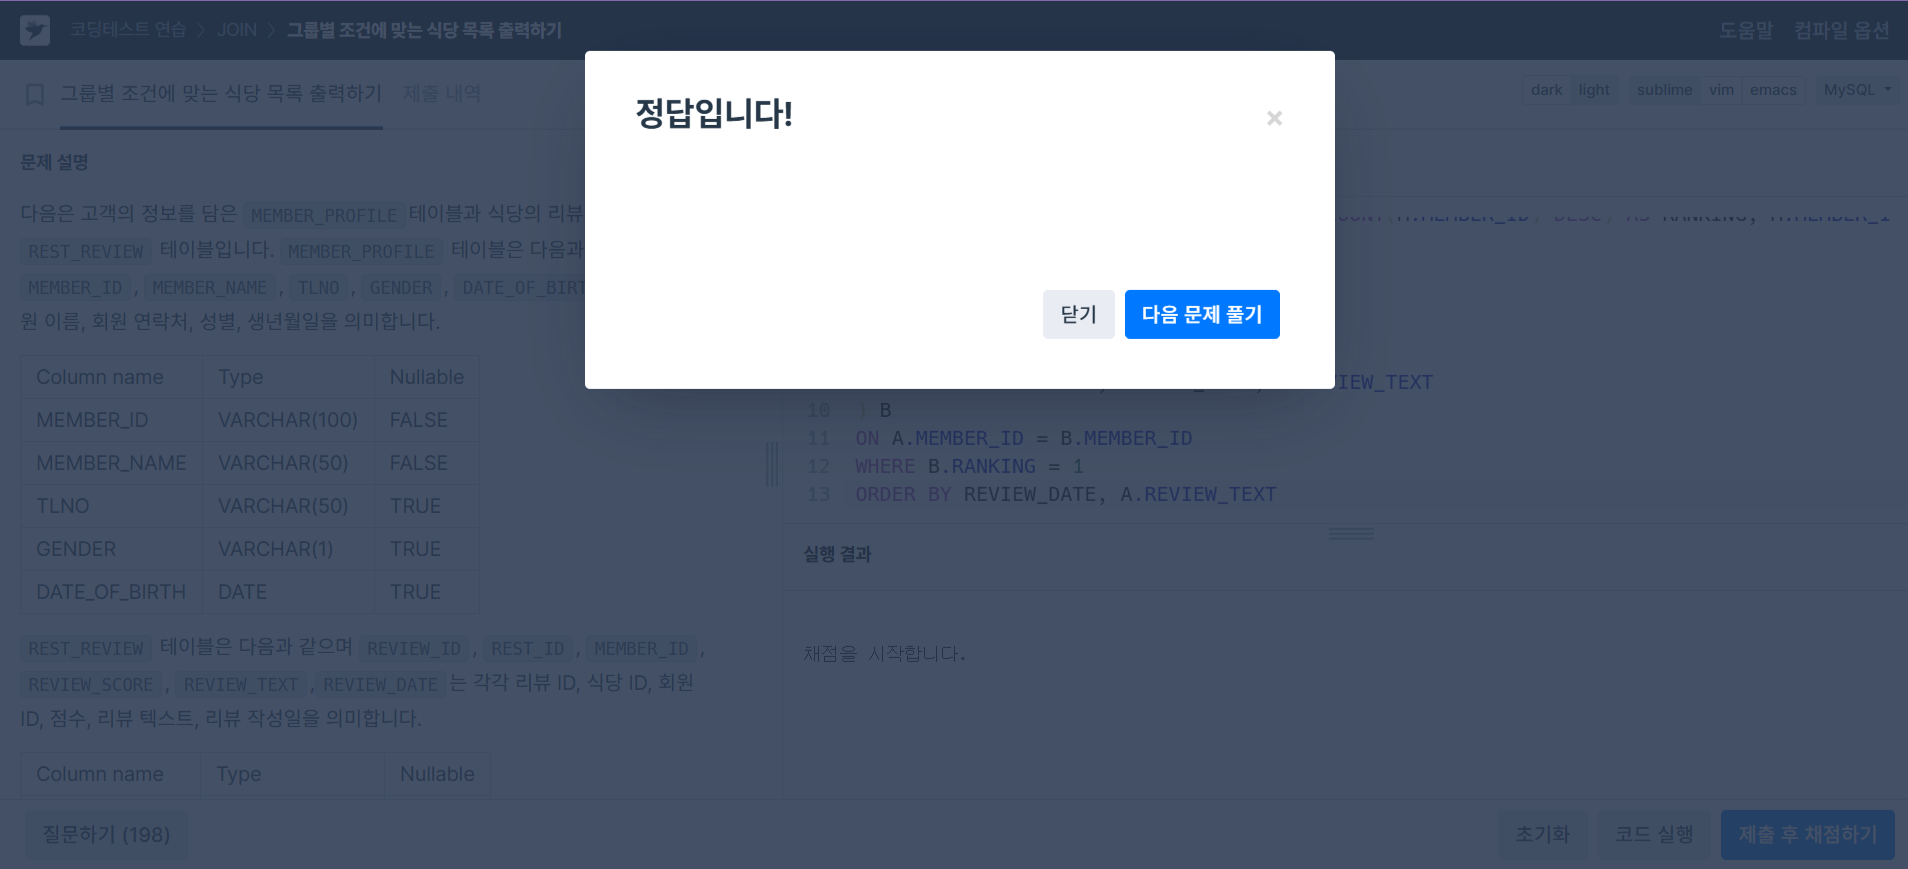 코딩테스트 연습 > JOIN > 그룹별 조건에 맞는 식당 목록 출력하기
도움말 컴파일 옵션
그룹별 조건에 맞는 식당 목록 출력하기 제출 내역
dark light sublime vim emacs MySQL
문제 설명
다음은 고객의 정보를 담은 MEMBER_PROFILE 테이블과 식당의 리뷰
REST_REVIEW 테이블입니다. MEMBER_PROFILE 테이블은 다음과
MEMBER_ID, MEMBER_NAME, TLNO, GENDER, DATE_OF_BIRT
원 이름, 회원 연락처, 성별, 생년월일을 의미합니다.
Column name Type Nullable
MEMBER_ID VARCHAR(100) FALSE
MEMBER_NAME VARCHAR(50) FALSE
TLNO VARCHAR(50) TRUE
GENDER VARCHAR(1) TRUE
DATE_OF_BIRTH DATE TRUE
REST_REVIEW 테이블은 다음과 같으며 REVIEW_ID, REST_ID, MEMBER_ID,
REVIEW_SCORE, REVIEW_TEXT,REVIEW_DATE는 각각 리뷰 ID, 식당 ID, 회원
ID, 점수, 리뷰 텍스트, 리뷰 작성일을 의미합니다.
Column name Type Nullable
질문하기 (198)
정답입니다!
×
닫기 다음 문제 풀기
AS RANKING,
IEW_TEXT
10 ) B
11 ON A.MEMBER_ID = B.MEMBER_ID
12 WHERE B.RANKING = 1
13 ORDER BY REVIEW_DATE, A.REVIEW_TEXT
실행 결과
채점을 시작합니다.
초기화 코드 실행 제출 후 채점하기